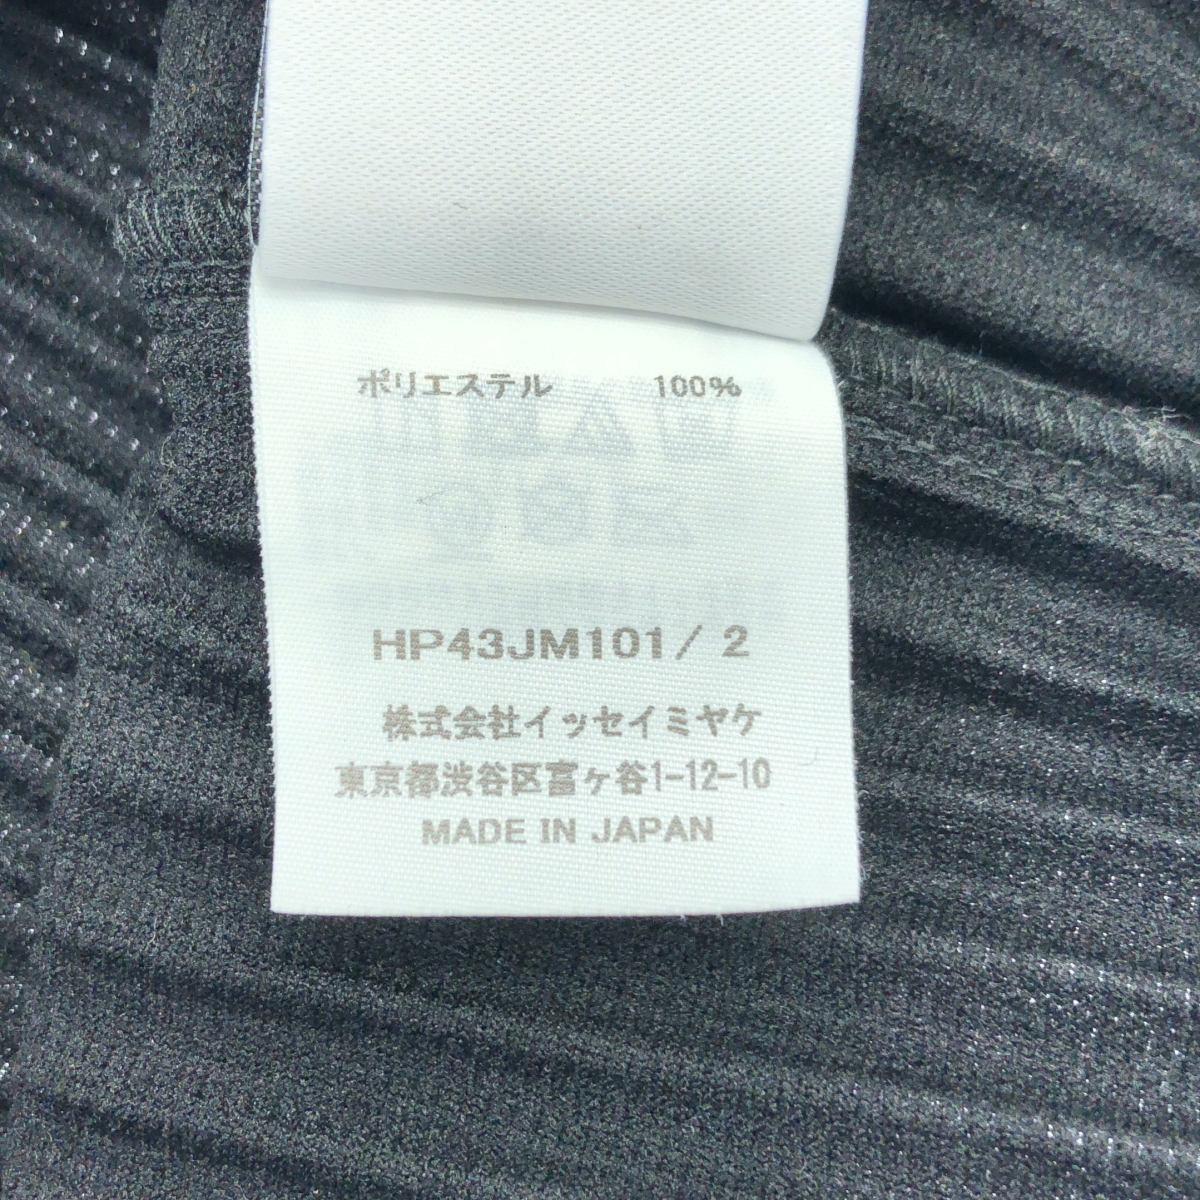 ポリエステル 100%
HP43JM101/ 2
株式会社イッセイミヤケ
東京都渋谷区富ヶ谷1-12-10
MADE IN JAPAN